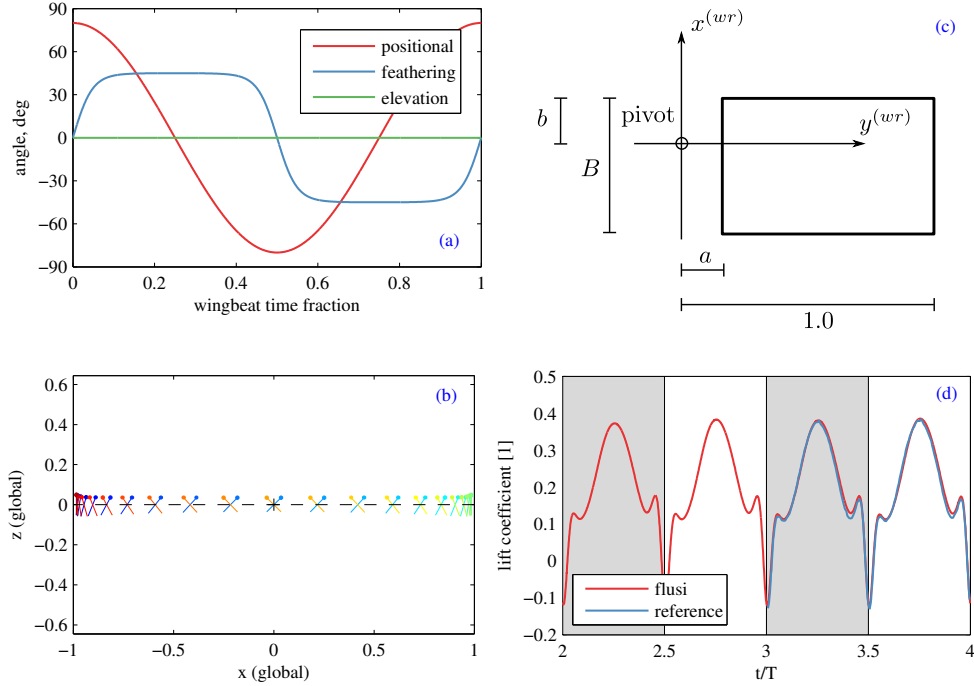 90
60
30
0
−30
−60
−90
angle, deg
positional
feathering
elevation
(a)
0
0.2
0.4
0.6
0.8
1
wingbeat time fraction
x^(wr)
(c)
b
pivot
y^(wr)
B
a
1.0
0.6
0.4
0.2
0
−0.2
−0.4
−0.6
z (global)
(b)
−1
−0.5
0
0.5
1
x (global)
0.5
0.4
0.3
0.2
0.1
0
−0.1
−0.2
lift coefficient [1]
(d)
flusi
reference
2
2.5
3
3.5
4
t/T